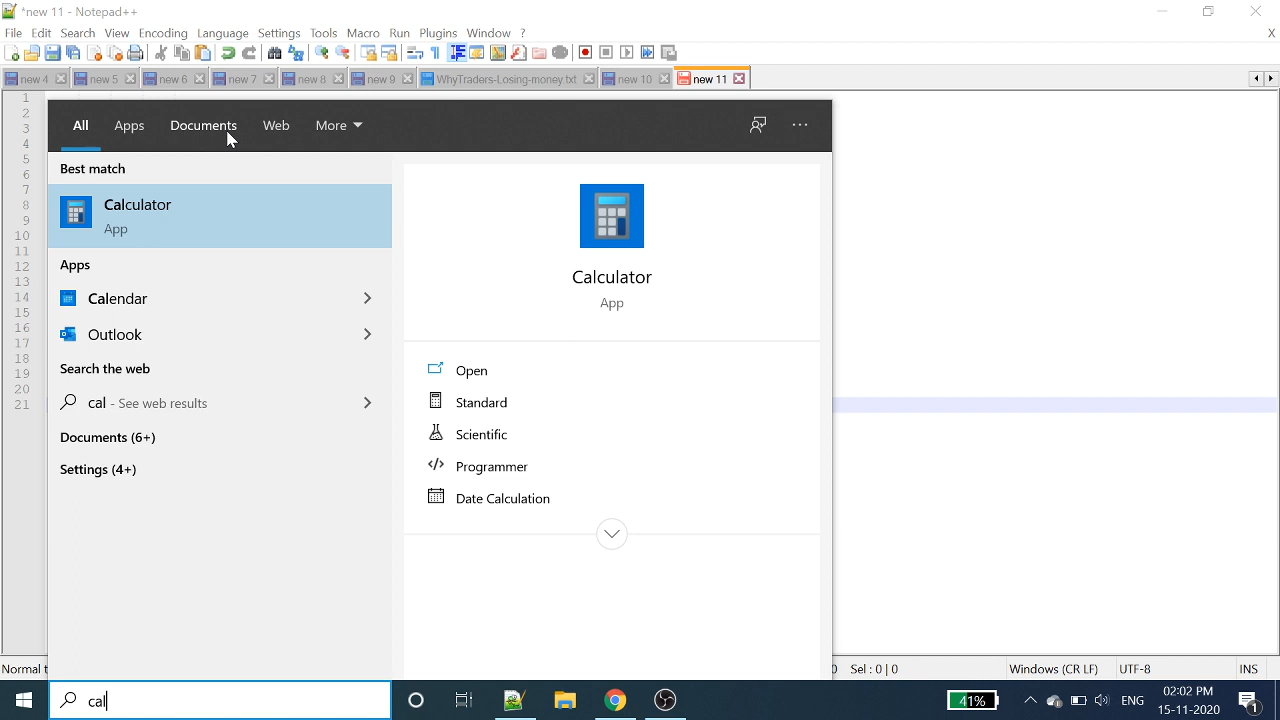 *new 11 - Notepad++
File Edit Search View Encoding Language Settings Tools Macro Run Plugins Window ? X
new 4 new 5 new 6 new 7 new 8 new 9 WhyTraders-Losing-money.txt new 10 new 11
1
2
3
4
5
6
7
8
9
10
11
12
13
14
15
16
17
18
19
20
21
All Apps Documents Web More
Best match
Calculator
App
Apps
Calendar
Outlook
Search the web
cal - See web results
Documents (6+)
Settings (4+)
Calculator
App
Open
Standard
Scientific
Programmer
Date Calculation
Normal t
0 Sel : 0 | 0 Windows (CR LF) UTF-8 INS
cal
41% ENG 02:02 PM
15-11-2020
1